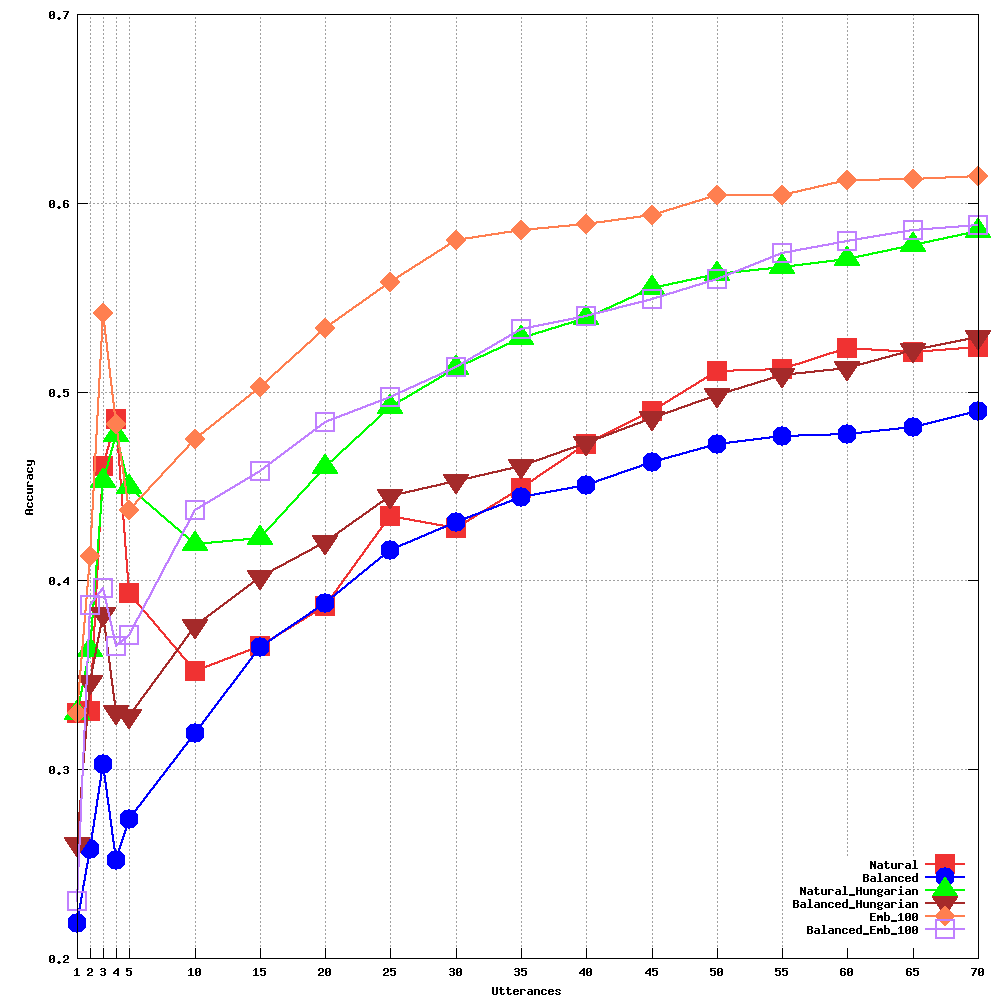 0.7
0.6
0.5
0.4
0.3
0.2
Accuracy
1 2 3 4 5 10 15 20 25 30 35 40 45 50 55 60 65 70
Utterances
Natural
Balanced
Natural_Hungarian
Balanced_Hungarian
Emb_100
Balanced_Emb_100